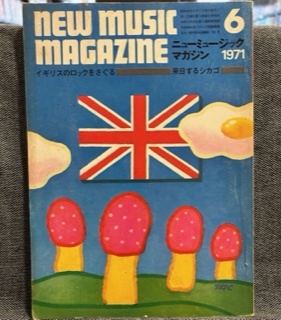 NEW MUSIC
MAGAZINE
6
ニューミュージック
マガジン 1971
イギリスのロックをさぐる
来日するシカゴ